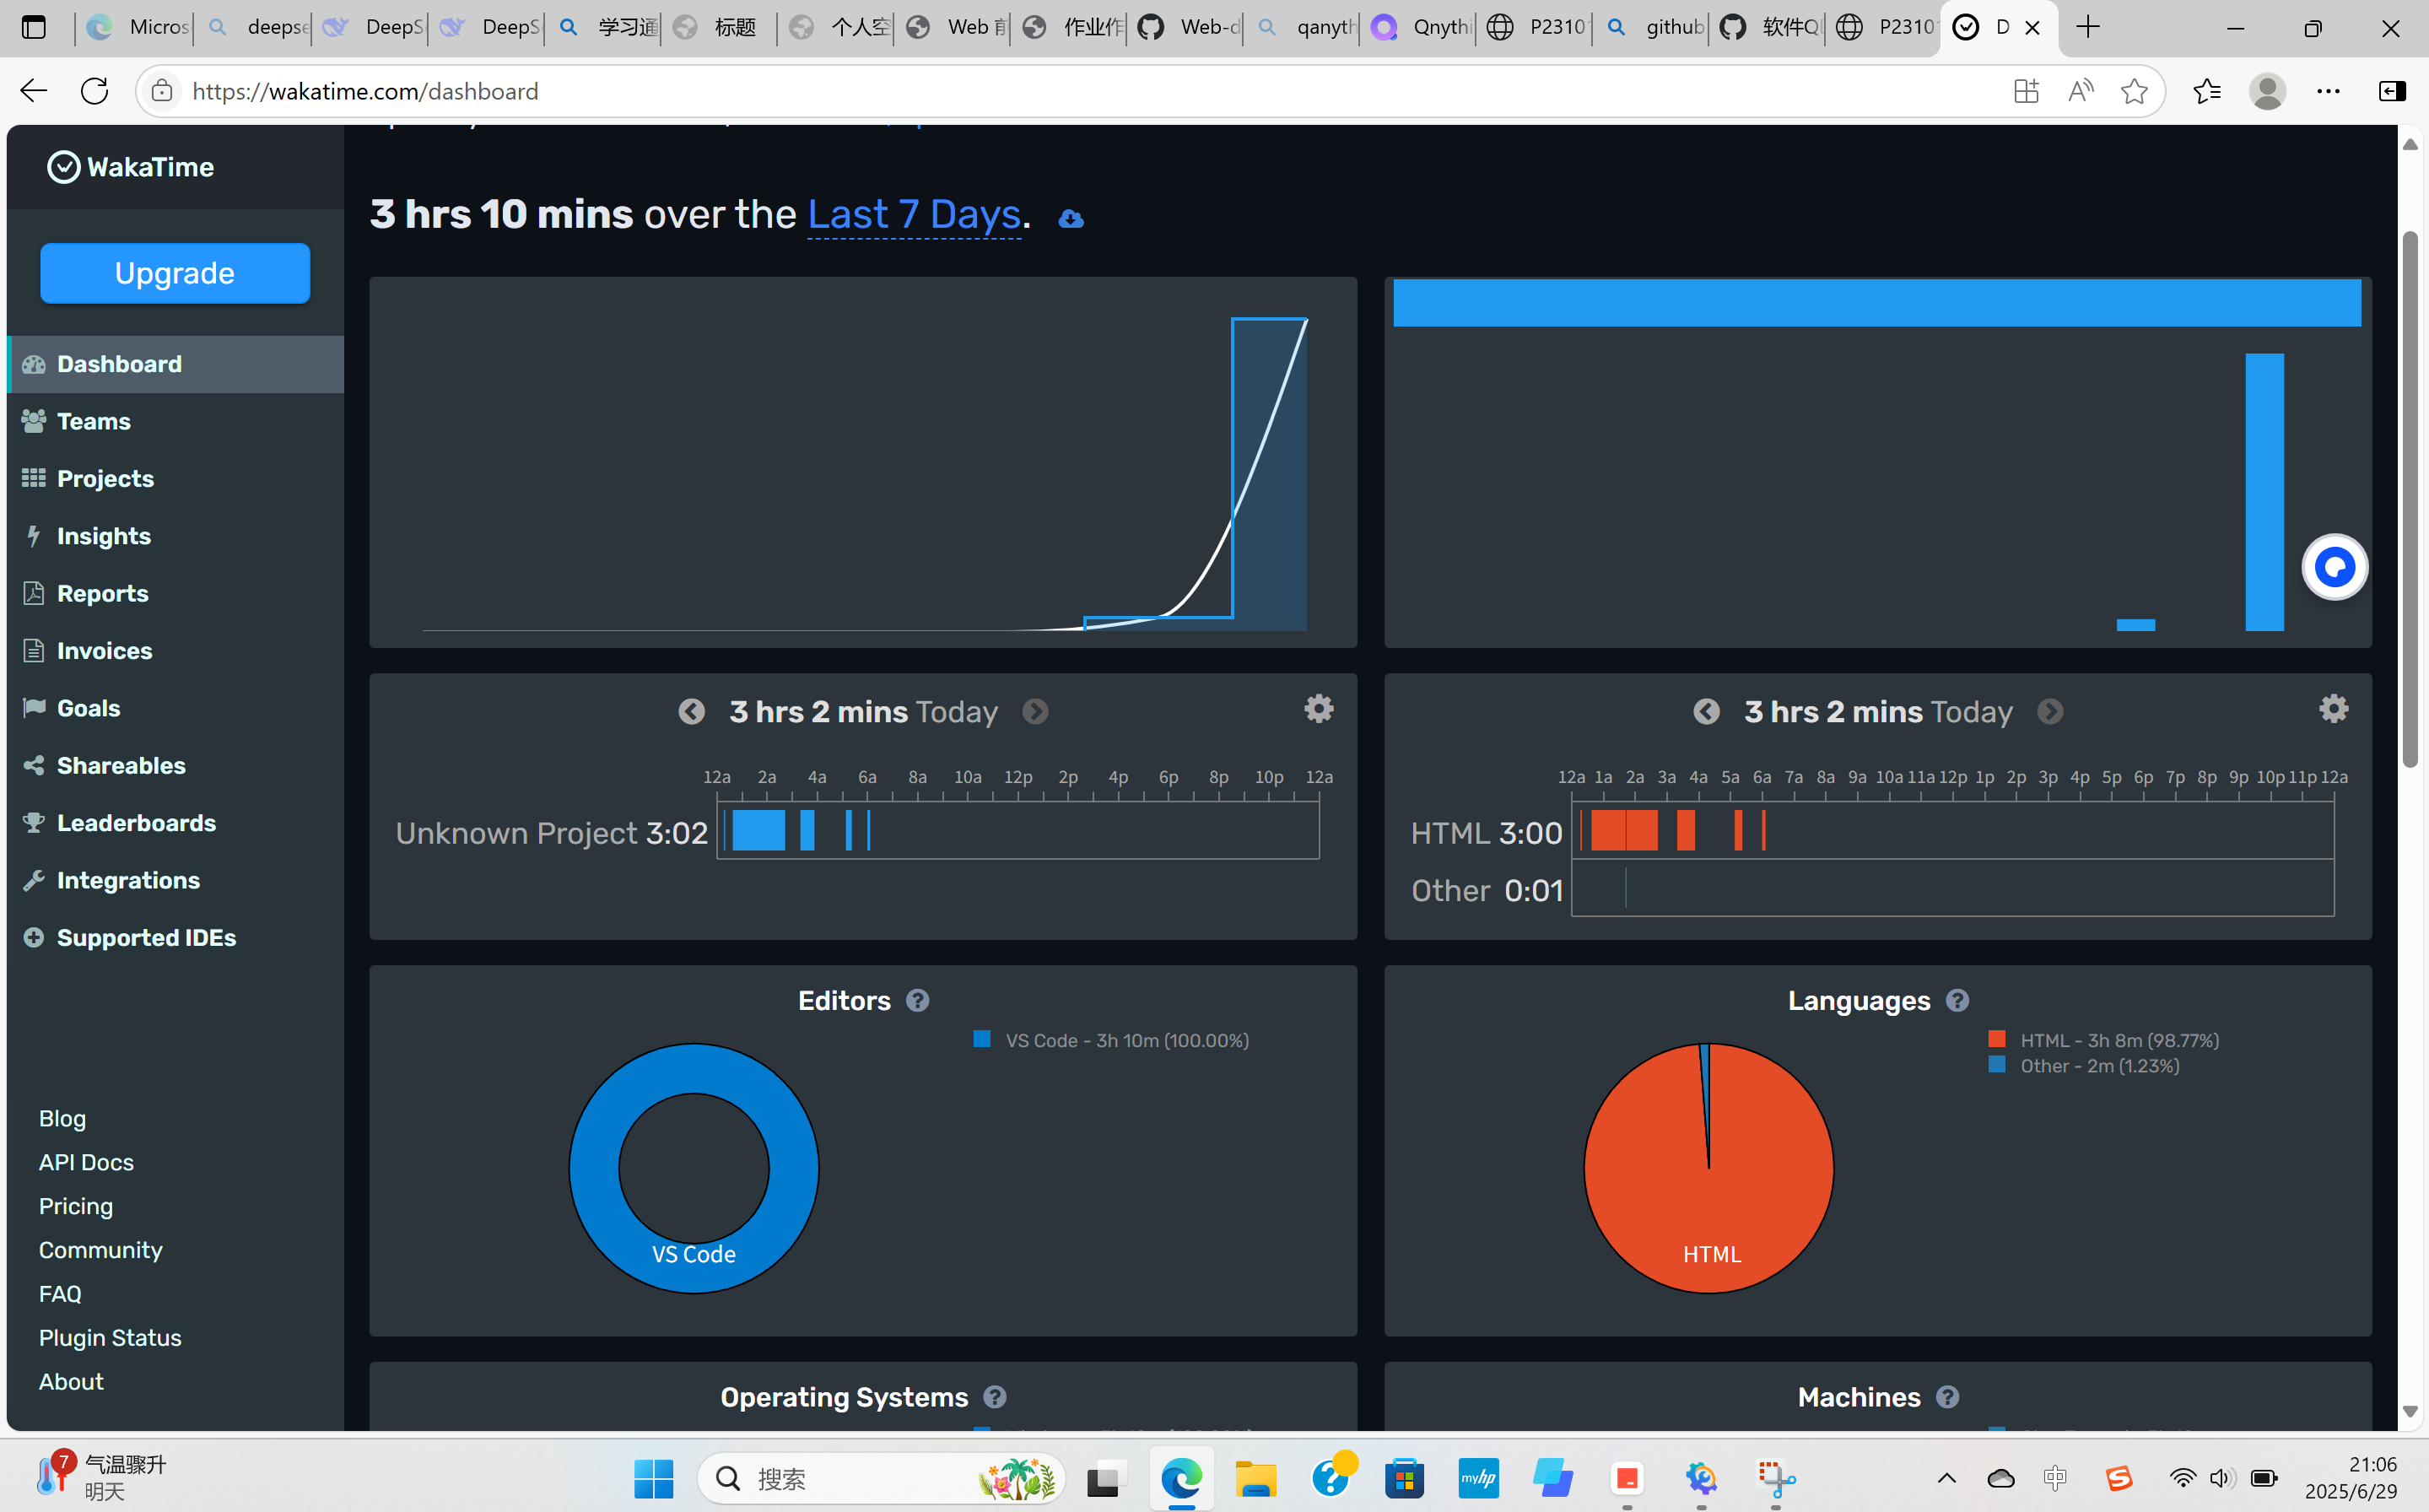 Micros
deepse
DeepS
DeepS
学习通
标题
个人空
Web 前
作业作
Web-d
qanyth
Qnythi
P2310
github
软件QI
P2310
D
https://wakatime.com/dashboard
WakaTime
Upgrade
Dashboard
Teams
Projects
Insights
Reports
Invoices
Goals
Shareables
Leaderboards
Integrations
Supported IDEs
Blog
API Docs
Pricing
Community
FAQ
Plugin Status
About
3 hrs 10 mins over the Last 7 Days.
3 hrs 2 mins Today
12a 2a 4a 6a 8a 10a 12p 2p 4p 6p 8p 10p 12a
Unknown Project 3:02
3 hrs 2 mins Today
12a 1a 2a 3a 4a 5a 6a 7a 8a 9a 10a 11a 12p 1p 2p 3p 4p 5p 6p 7p 8p 9p 10p 11p 12a
HTML 3:00
Other 0:01
Editors
VS Code - 3h 10m (100.00%)
VS Code
Languages
HTML - 3h 8m (98.77%)
Other - 2m (1.23%)
HTML
Operating Systems
Machines
7
气温骤升
明天
搜索
myhp
中
21:06
2025/6/29